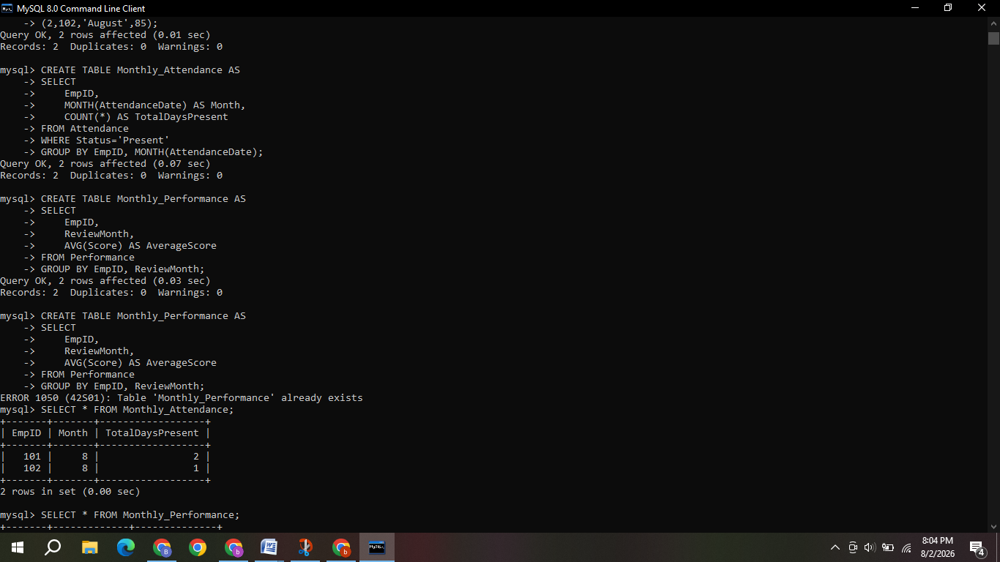 MySQL 8.0 Command Line Client
    -> (2,102,'August',85);
Query OK, 2 rows affected (0.01 sec)
Records: 2  Duplicates: 0  Warnings: 0

mysql> CREATE TABLE Monthly_Attendance AS
    -> SELECT
    ->     EmpID,
    ->     MONTH(AttendanceDate) AS Month,
    ->     COUNT(*) AS TotalDaysPresent
    -> FROM Attendance
    -> WHERE Status='Present'
    -> GROUP BY EmpID, MONTH(AttendanceDate);
Query OK, 2 rows affected (0.07 sec)
Records: 2  Duplicates: 0  Warnings: 0

mysql> CREATE TABLE Monthly_Performance AS
    -> SELECT
    ->     EmpID,
    ->     ReviewMonth,
    ->     AVG(Score) AS AverageScore
    -> FROM Performance
    -> GROUP BY EmpID, ReviewMonth;
Query OK, 2 rows affected (0.03 sec)
Records: 2  Duplicates: 0  Warnings: 0

mysql> CREATE TABLE Monthly_Performance AS
    -> SELECT
    ->     EmpID,
    ->     ReviewMonth,
    ->     AVG(Score) AS AverageScore
    -> FROM Performance
    -> GROUP BY EmpID, ReviewMonth;
ERROR 1050 (42S01): Table 'Monthly_Performance' already exists
mysql> SELECT * FROM Monthly_Attendance;
+-------+-------+------------------+
| EmpID | Month | TotalDaysPresent |
+-------+-------+------------------+
|   101 |     8 |                2 |
|   102 |     8 |                1 |
+-------+-------+------------------+
2 rows in set (0.00 sec)

mysql> SELECT * FROM Monthly_Performance;
+-------+-------------+--------------+
8:04 PM
8/2/2026
4